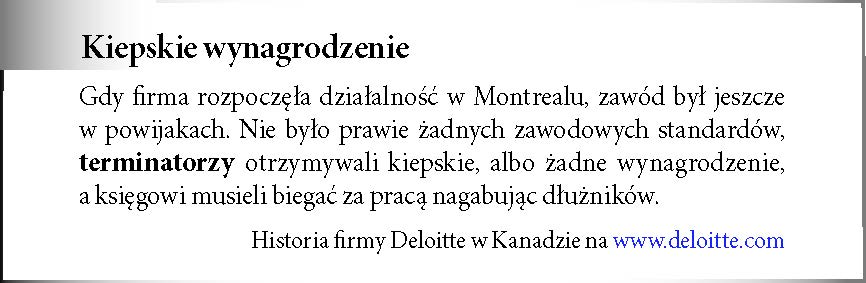 Kiepskie wynagrodzenie
Gdy firma rozpoczęła działalność w Montrealu, zawód był jeszcze
w powijakach. Nie było prawie żadnych zawodowych standardów,
terminatorzy otrzymywali kiepskie, albo żadne wynagrodzenie,
a księgowi musieli biegać za pracą nagabując dłużników.
Historia firmy Deloitte w Kanadzie na www.deloitte.com